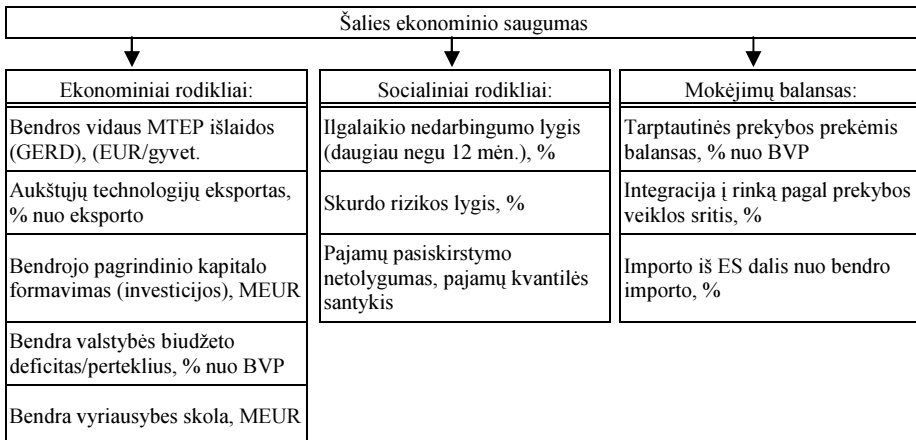 Šalies ekonominio saugumas
Ekonominiai rodikliai:
Bendros vidaus MTEP išlaidos
(GERD), (EUR/gyvet.
Aukštųjų technologijų eksportas,
% nuo eksporto
Bendrojo pagrindinio kapitalo
formavimas (investicijos), MEUR
Bendra valstybės biudžeto
deficitas/perteklius, % nuo BVP
Bendra vyriausybes skola, MEUR
Socialiniai rodikliai:
Ilgalaikio nedarbingumo lygis
(daugiau negu 12 mėn.), %
Skurdo rizikos lygis, %
Pajamų pasiskirstymo
netolygumas, pajamų kvantilės
santykis
Mokėjimų balansas:
Tarptautinės prekybos prekėmis
balansas, % nuo BVP
Integracija į rinką pagal prekybos
veiklos sritis, %
Importo iš ES dalis nuo bendro
importo, %